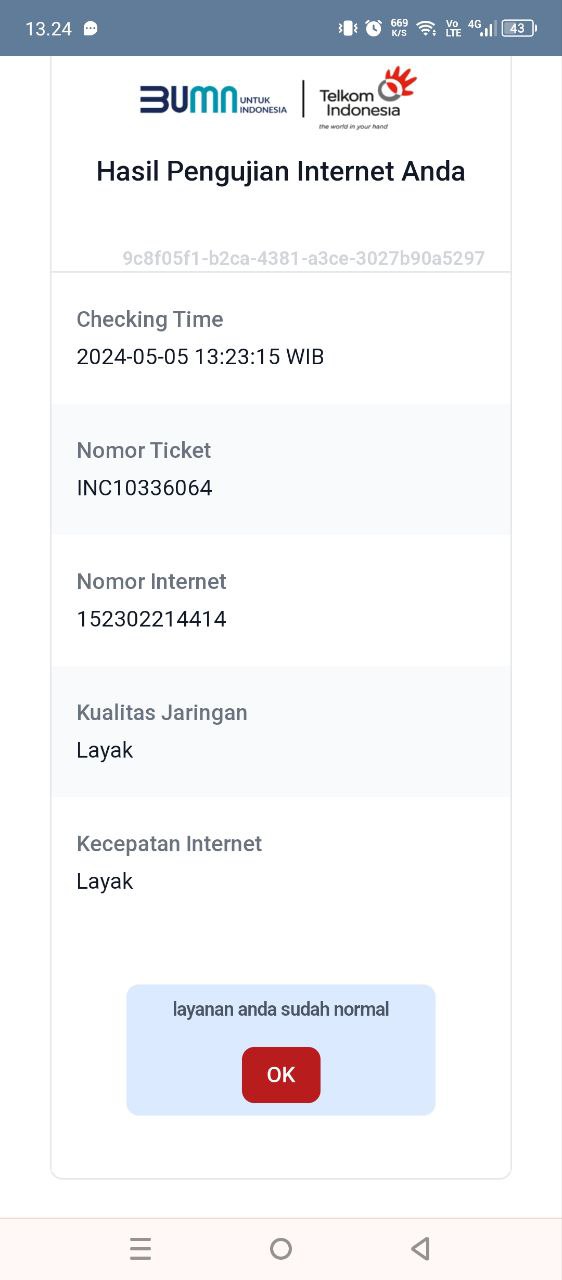 13.24
669
K/S
Vo
LTE
4G
43
BUMN UNTUK INDONESIA
Telkom Indonesia
the world in your hand
Hasil Pengujian Internet Anda
9c8f05f1-b2ca-4381-a3ce-3027b90a5297
Checking Time
2024-05-05 13:23:15 WIB
Nomor Ticket
INC10336064
Nomor Internet
152302214414
Kualitas Jaringan
Layak
Kecepatan Internet
Layak
layanan anda sudah normal
OK